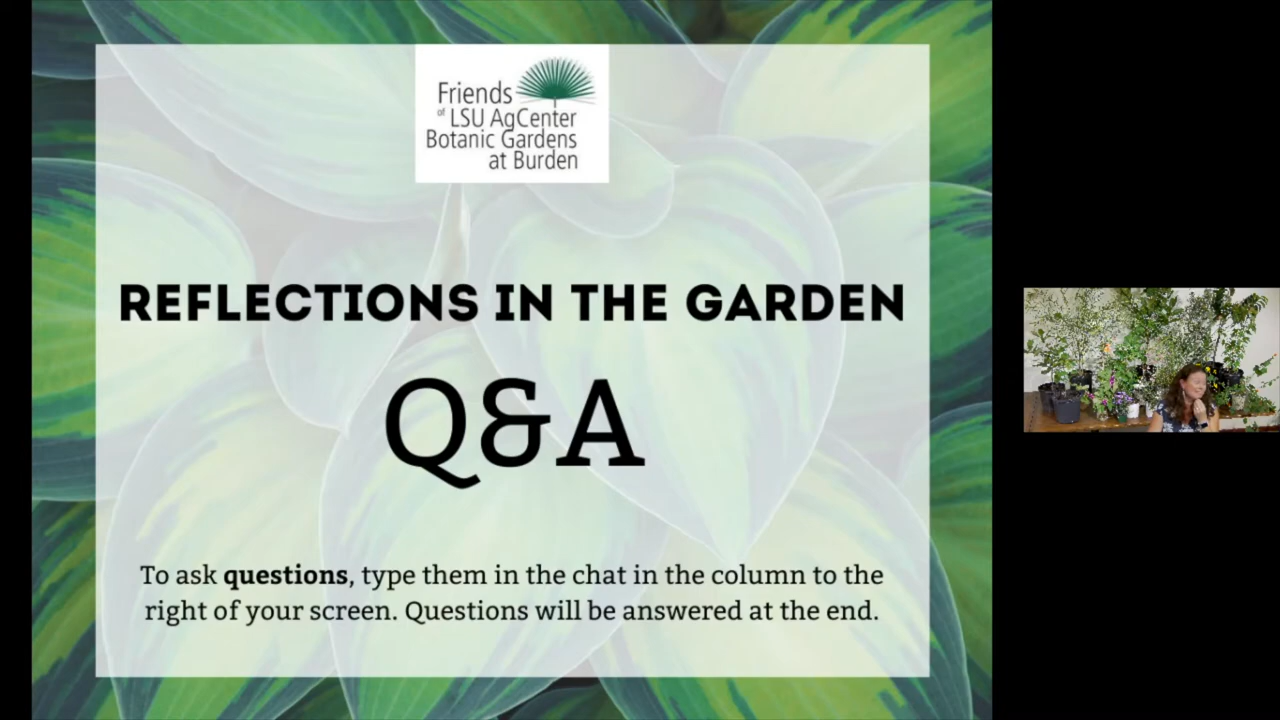 Friends
of LSU AgCenter
Botanic Gardens
at Burden
REFLECTIONS IN THE GARDEN
Q&A
To ask questions, type them in the chat in the column to the
right of your screen. Questions will be answered at the end.